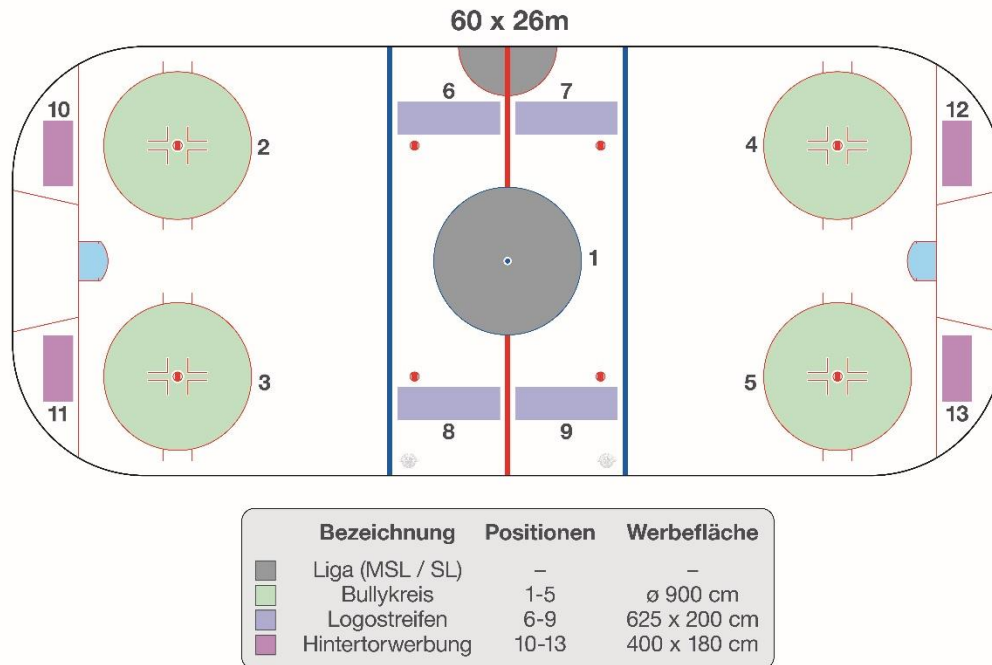 60 x 26m
10 6 7 12
2 4
1
3 5
11 8 9 13
Bezeichnung Positionen Werbefläche
Liga (MSL / SL) – –
Bullykreis 1-5 ø 900 cm
Logostreifen 6-9 625 x 200 cm
Hintertorwerbung 10-13 400 x 180 cm